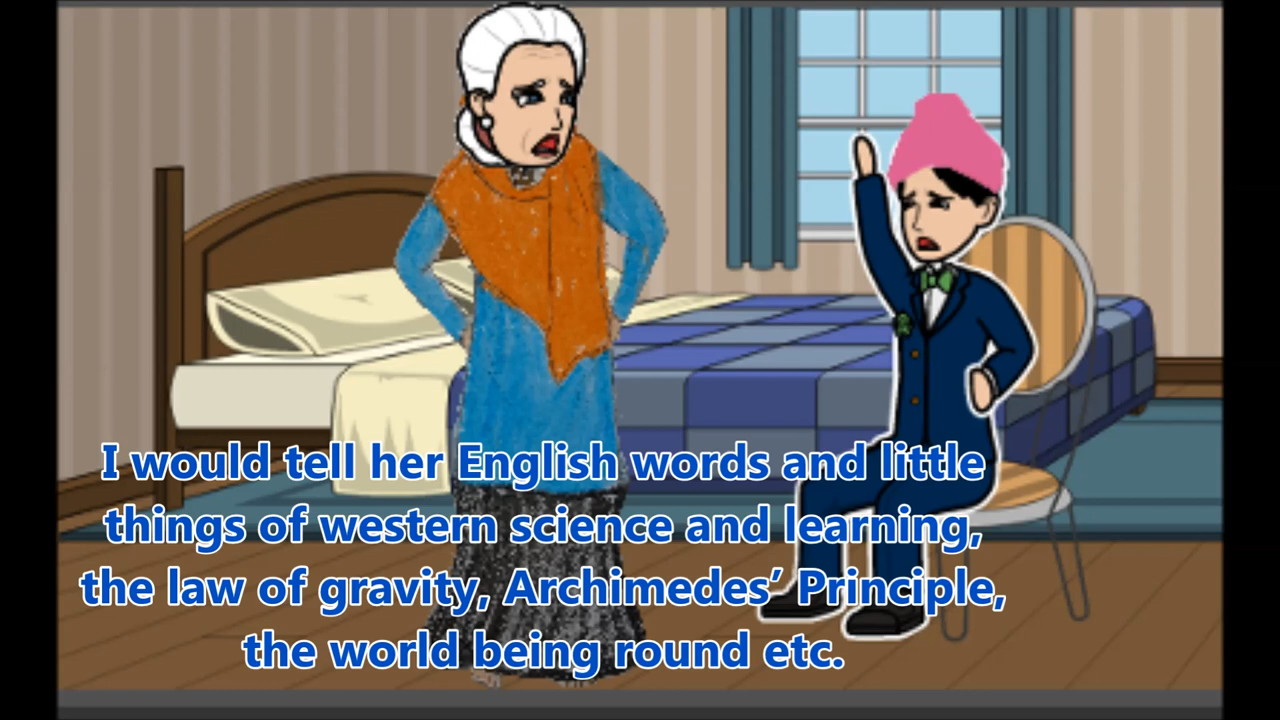 I would tell her English words and little
things of western science and learning,
the law of gravity, Archimedes’ Principle,
the world being round etc.